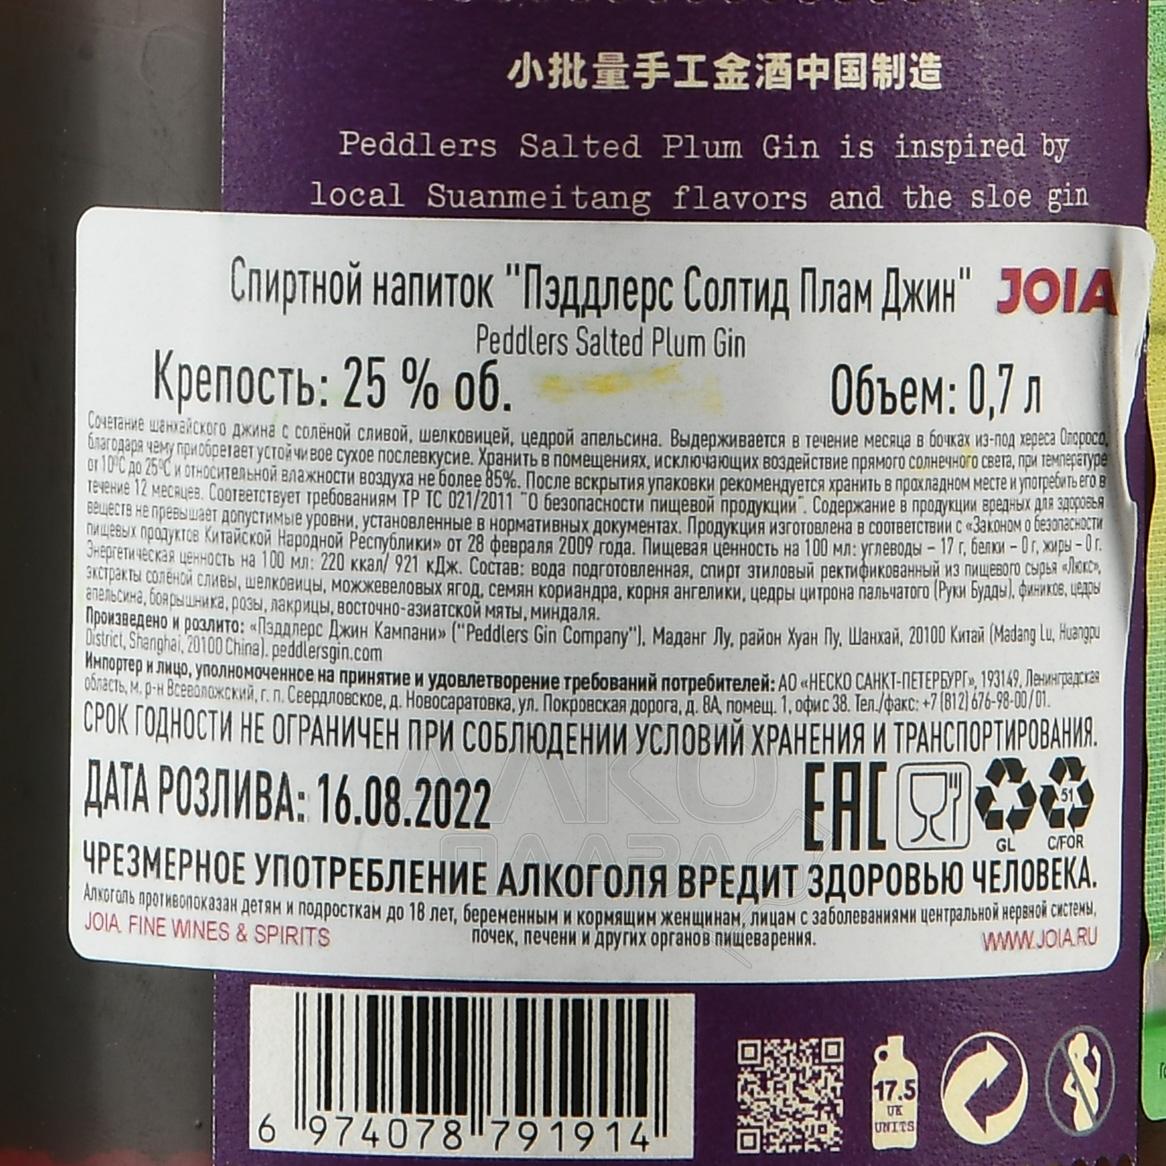 小批量手工金酒中国制造
Peddlers Salted Plum Gin is inspired by
local Suanmeitang flavors and the sloe gin
Спиртной напиток "Пэддлерс Солтид Плам Джин" JOIA
Peddlers Salted Plum Gin
Крепость: 25 % об. Объем: 0,7 л
Сочетание шанхайского джина с солёной сливой, шелковицей, цедрой апельсина. Выдерживается в течение месяца в бочках из-под хереса Олоросо,
благодаря чему приобретает устойчивое сухое послевкусие. Хранить в помещениях, исключающих воздействие прямого солнечного света, при температуре
от 10°С до 25°С и относительной влажности воздуха не более 85%. После вскрытия упаковки рекомендуется хранить в прохладном месте и употребить его в
течение 12 месяцев. Соответствует требованиям ТР ТС 021/2011 "О безопасности пищевой продукции". Содержание в продукции вредных для здоровья
веществ не превышает допустимые уровни, установленные в нормативных документах. Продукция изготовлена в соответствии с «Законом о безопасности
пищевых продуктов Китайской Народной Республики» от 28 февраля 2009 года. Пищевая ценность на 100 мл: углеводы – 17 г, белки – 0 г, жиры – 0 г.
Энергетическая ценность на 100 мл: 220 ккал/ 921 кДж. Состав: вода подготовленная, спирт этиловый ректификованный из пищевого сырья «Люкс»,
экстракты солёной сливы, шелковицы, можжевеловых ягод, семян кориандра, корня ангелики, цедры цитрона пальчатого (Руки Будды), фиников, цедры
апельсина, боярышника, розы, лакрицы, восточно-азиатской мяты, миндаля.
Произведено и розлито: «Пэддлерс Джин Кампани» ("Peddlers Gin Company"), Маданг Лу, район Хуан Пу, Шанхай, 20100 Китай (Madang Lu, Huangpu
District, Shanghai, 20100 China). peddlersgin.com
Импортер и лицо, уполномоченное на принятие и удовлетворение требований потребителей: АО «НЕСКО САНКТ-ПЕТЕРБУРГ», 193149, Ленинградская
область, м. р-н Всеволожский, г. п. Свердловское, д. Новосаратовка, ул. Покровская дорога, д. 8А, помещ. 1, офис 38. Тел./факс: +7 (812) 676-98-00/01.
СРОК ГОДНОСТИ НЕ ОГРАНИЧЕН ПРИ СОБЛЮДЕНИИ УСЛОВИЙ ХРАНЕНИЯ И ТРАНСПОРТИРОВАНИЯ.
ДАТА РОЗЛИВА: 16.08.2022 EAC 51
GL C/FOR
ЧРЕЗМЕРНОЕ УПОТРЕБЛЕНИЕ АЛКОГОЛЯ ВРЕДИТ ЗДОРОВЬЮ ЧЕЛОВЕКА.
Алкоголь противопоказан детям и подросткам до 18 лет, беременным и кормящим женщинам, лицам с заболеваниями центральной нервной системы,
почек, печени и других органов пищеварения.
JOIA. FINE WINES & SPIRITS WWW.JOIA.RU
АЛКО
ПЛАЗА
6 974078 791914
17.5
UK
UNITS